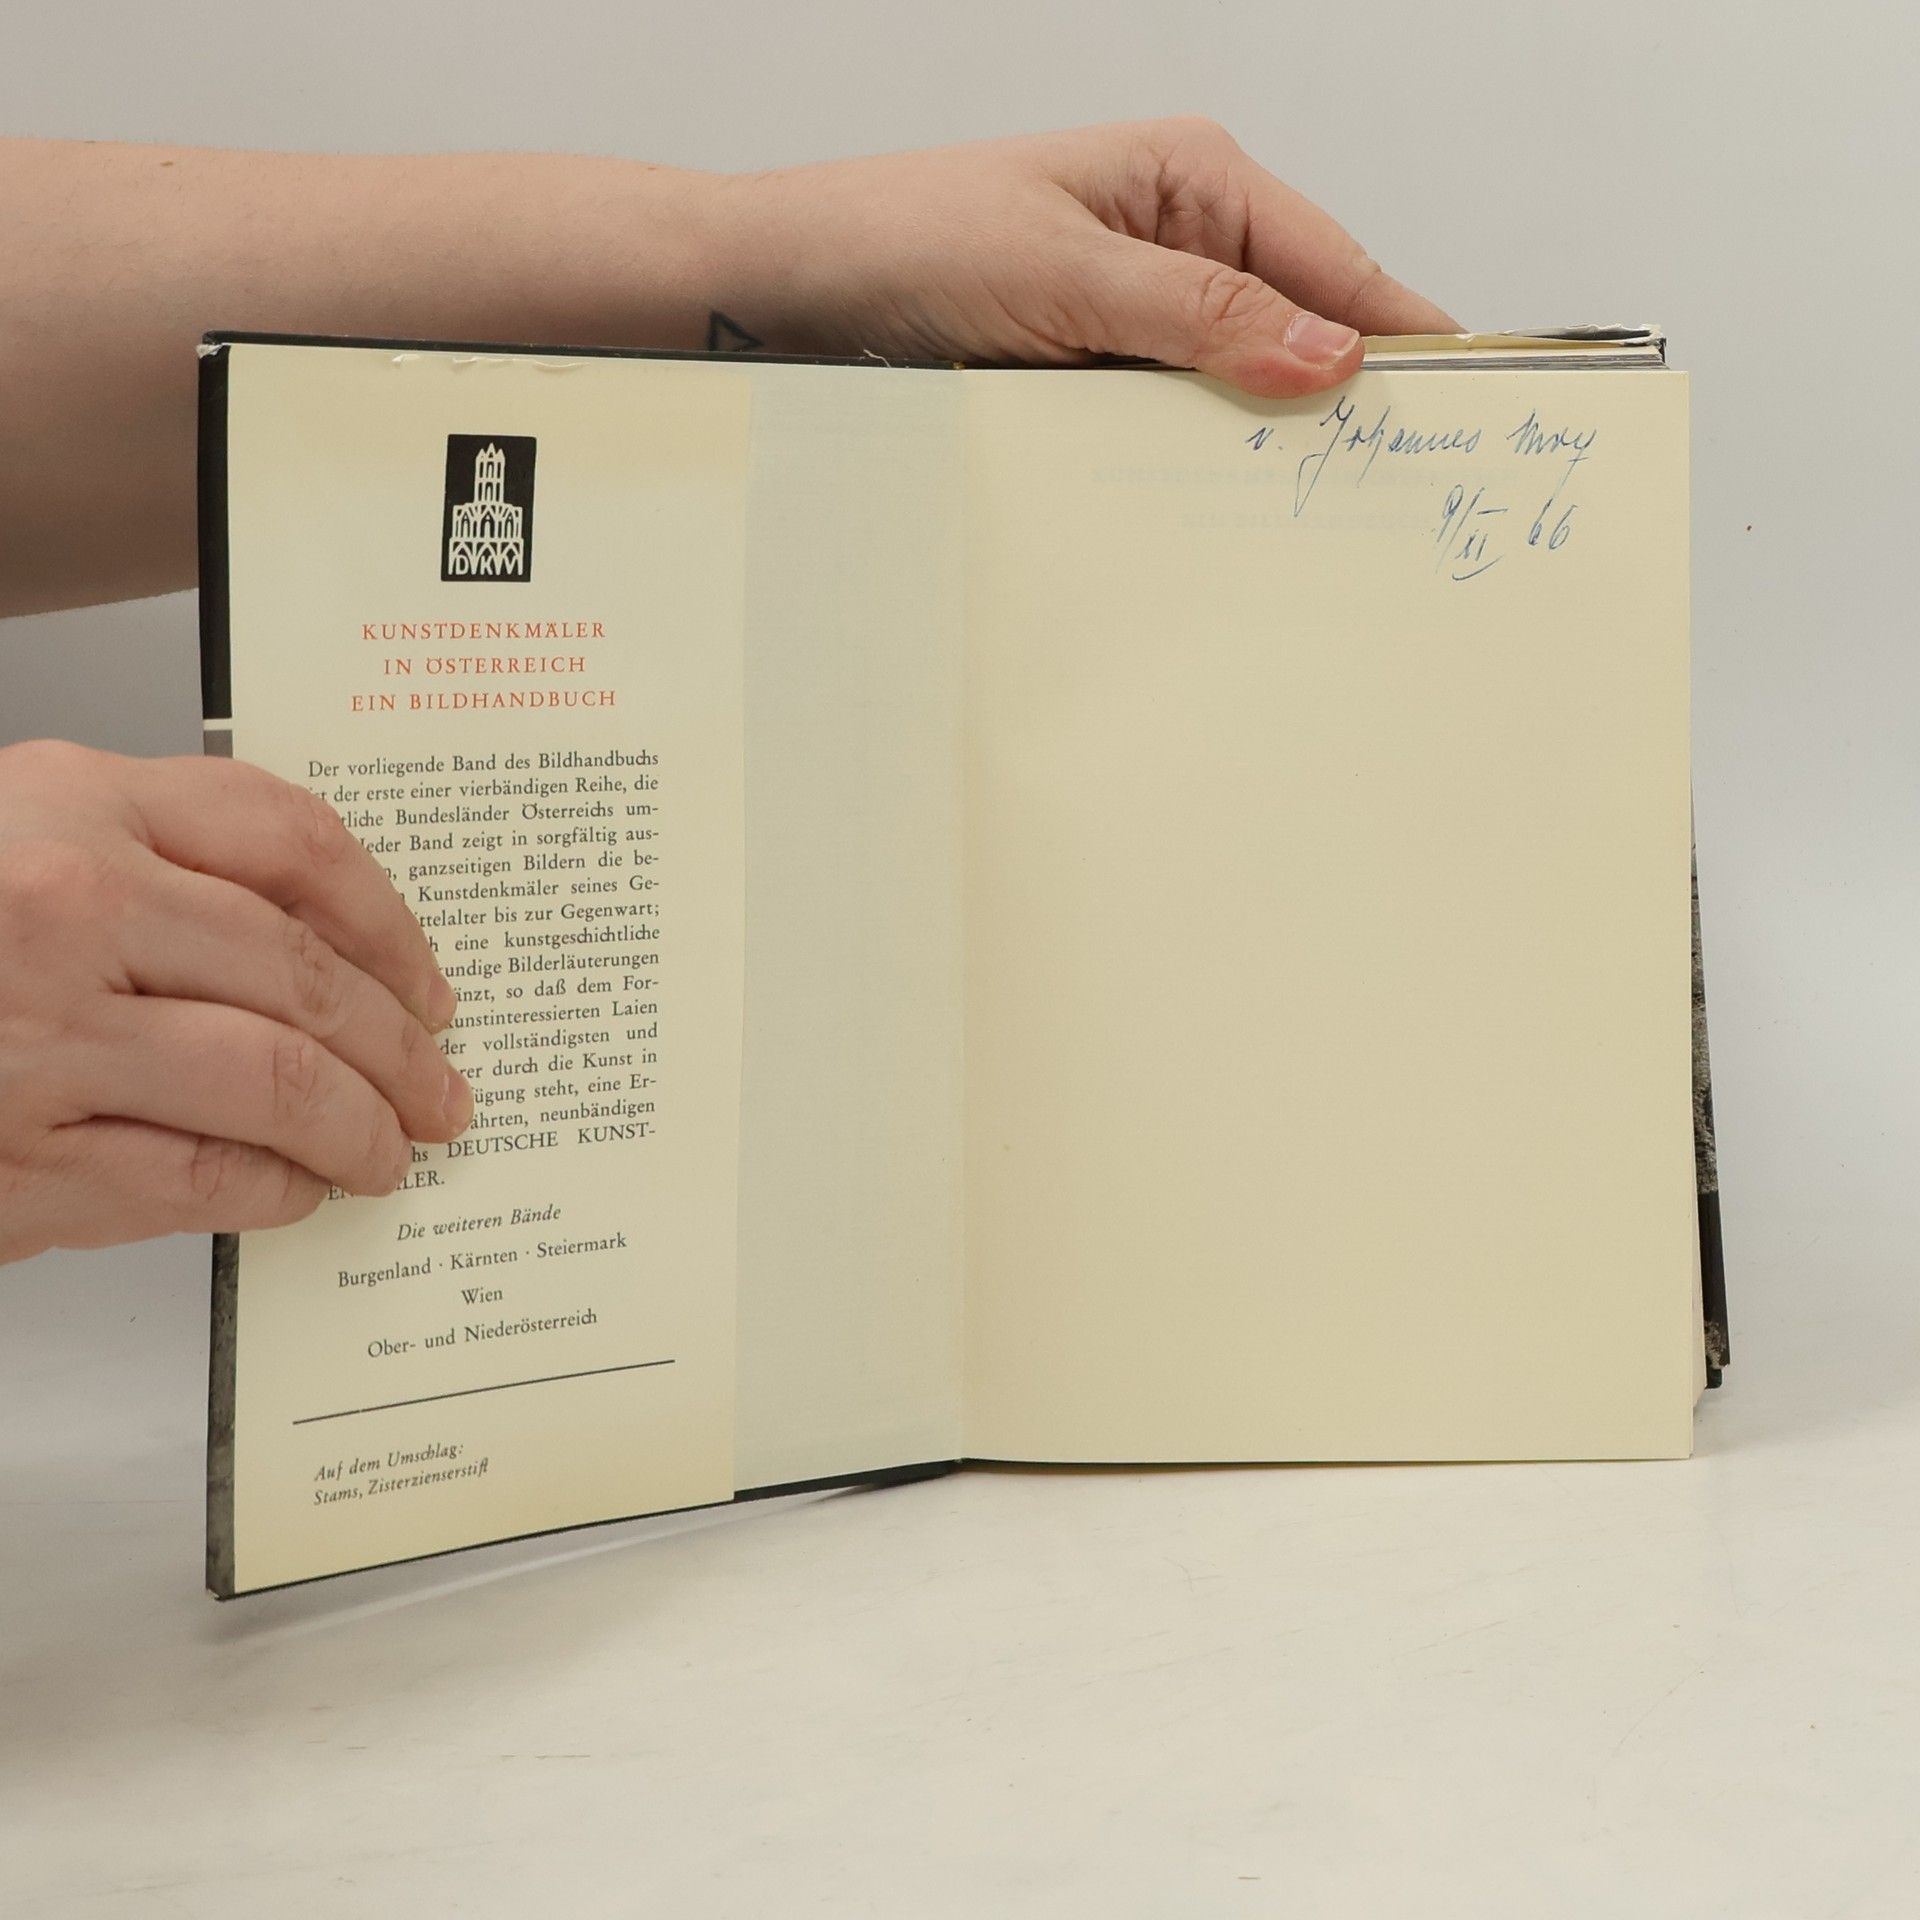 DKV
KUNSTDENKMÄLER
IN ÖSTERREICH
EIN BILDHANDBUCH
Der vorliegende Band des Bildhandbuchs
der erste einer vierbändigen Reihe, die
Bundesländer Österreichs um-
Jeder Band zeigt in sorgfältig aus-
ganzseitigen Bildern die be-
Kunstdenkmäler seines Ge-
bis zur Gegenwart;
eine kunstgeschichtliche
Bilderläuterungen
so daß dem For-
kunstinteressierten Laien
der vollständigsten und
durch die Kunst in
steht, eine Er-
neunbändigen
DEUTSCHE KUNST-
Die weiteren Bände
Burgenland · Kärnten · Steiermark
Wien
Ober- und Niederösterreich
Auf dem Umschlag:
Stams, Zisterzienserstift
v. Johannes Moy
66